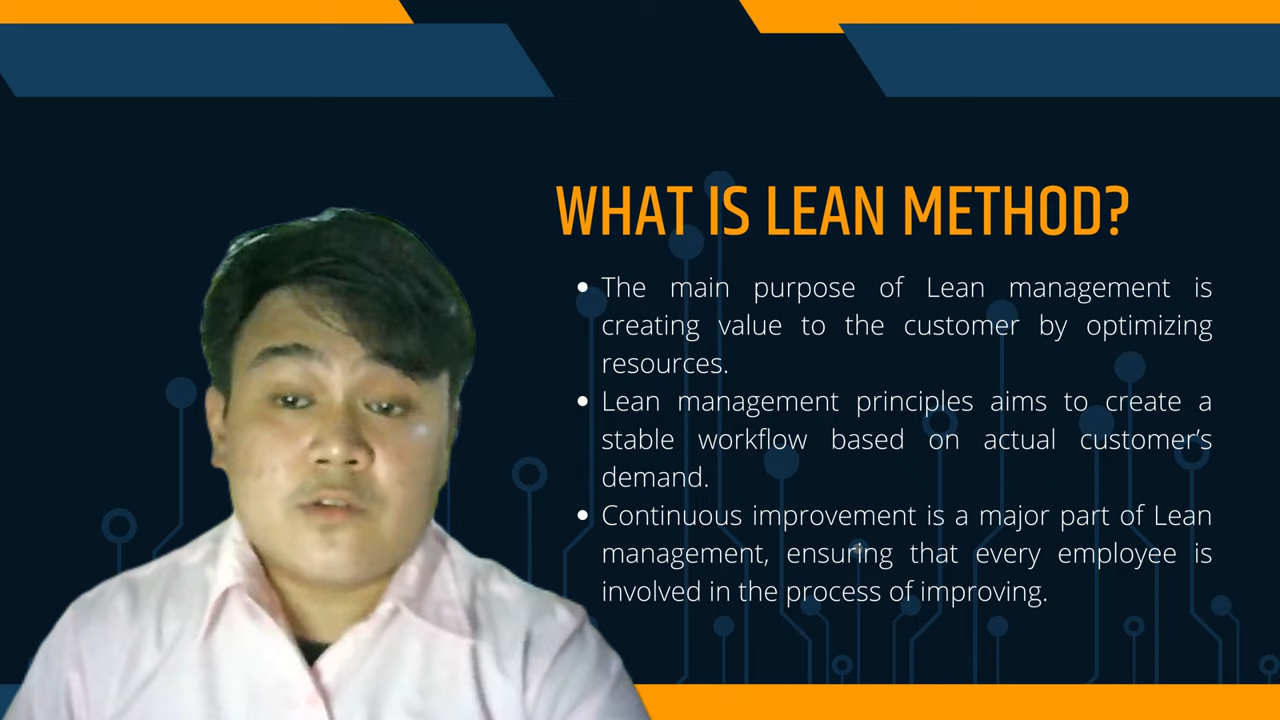 WHAT IS LEAN METHOD?
• The main purpose of Lean management is
creating value to the customer by optimizing
resources.
• Lean management principles aims to create a
stable workflow based on actual customer's
demand.
• Continuous improvement is a major part of Lean
management, ensuring that every employee is
involved in the process of improving.